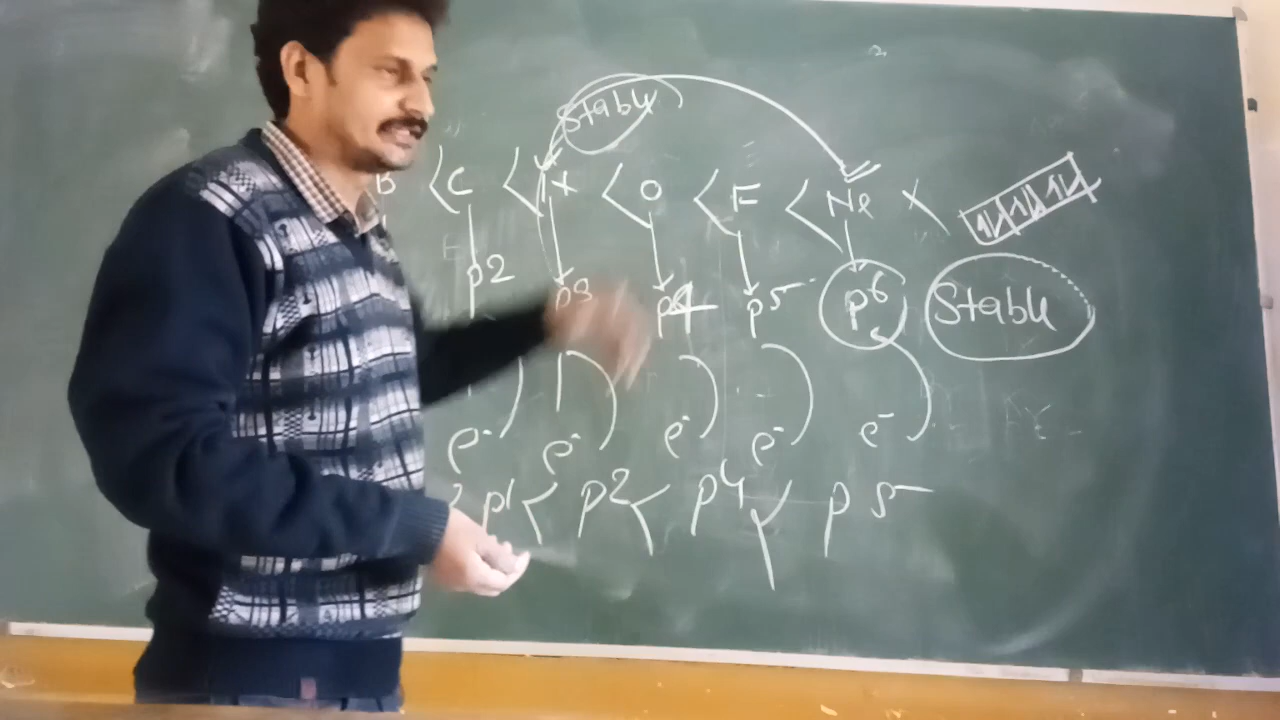 Stable
B < C < N < O < F < Ne
p2 p3 p4 p5 p6 Stable
e- e- e- e- e-
p1 < p2 < p4 < p5